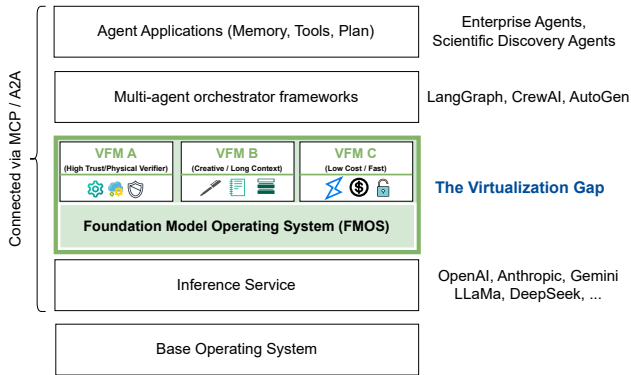 Connected via MCP / A2A
Agent Applications (Memory, Tools, Plan)
Enterprise Agents,
Scientific Discovery Agents
Multi-agent orchestrator frameworks
LangGraph, CrewAI, AutoGen
VFM A
(High Trust/Physical Verifier)
VFM B
(Creative / Long Context)
VFM C
(Low Cost / Fast)
Foundation Model Operating System (FMOS)
The Virtualization Gap
Inference Service
OpenAI, Anthropic, Gemini
LLaMa, DeepSeek, ...
Base Operating System